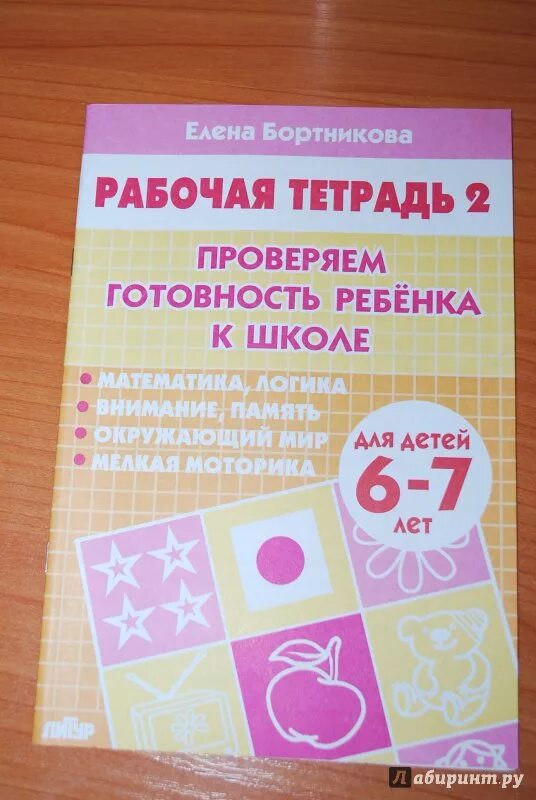 Елена Бортникова
РАБОЧАЯ ТЕТРАДЬ 2
ПРОВЕРЯЕМ
ГОТОВНОСТЬ РЕБЁНКА
К ШКОЛЕ
• МАТЕМАТИКА, ЛОГИКА
• ВНИМАНИЕ, ПАМЯТЬ
• ОКРУЖАЮЩИЙ МИР
• МЕЛКАЯ МОТОРИКА
для детей
6-7
лет
ЛИТУР
Лабиринт.ру